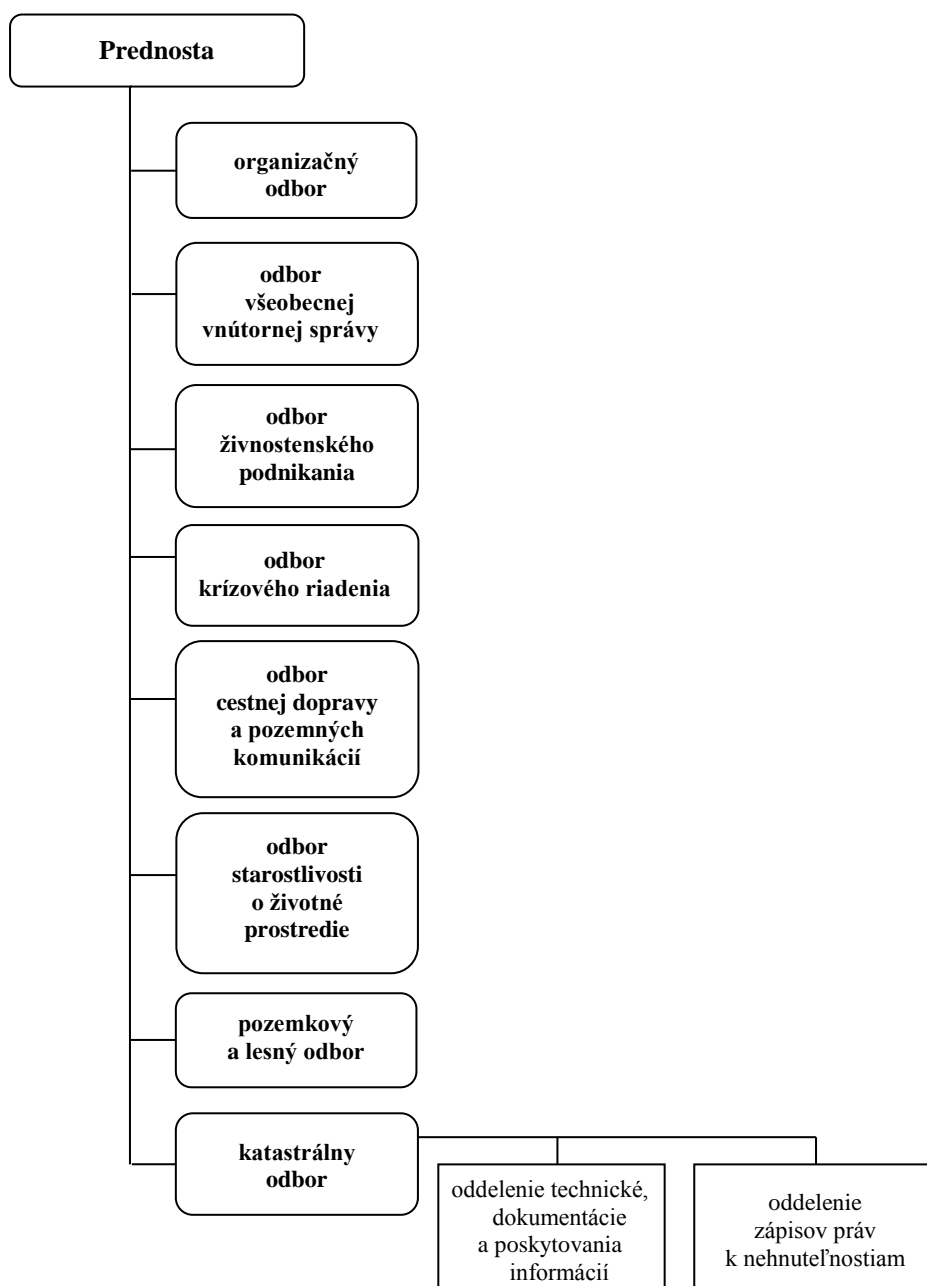 Prednosta
organizačný
odbor
odbor
všeobecnej
vnútornej správy
odbor
živnostenského
podnikania
odbor
krízového riadenia
odbor
cestnej dopravy
a pozemných
komunikácií
odbor
starostlivosti
o životné
prostredie
pozemkový
a lesný odbor
katastrálny
odbor
oddelenie technické,
dokumentácie
a poskytovania
informácií
oddelenie
zápisov práv
k nehnuteľnostiam